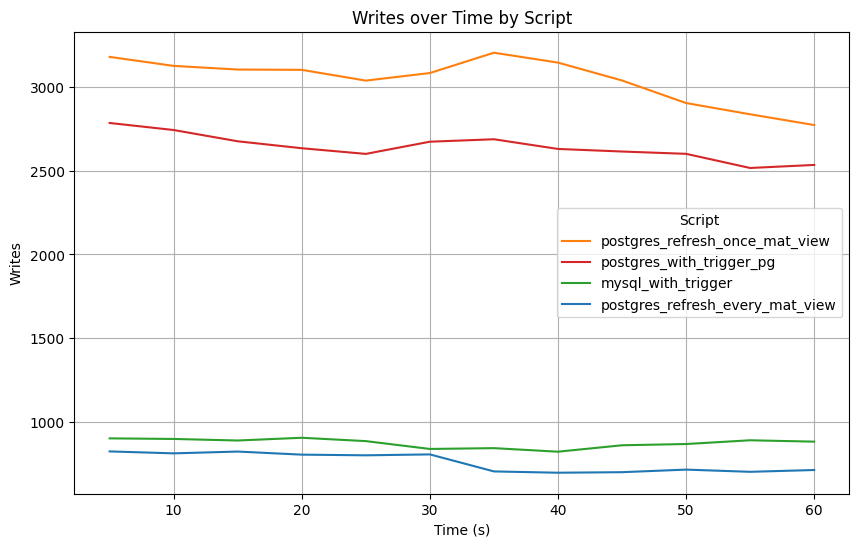 Writes over Time by Script
Writes
3000
2500
2000
1500
1000
Script
postgres_refresh_once_mat_view
postgres_with_trigger_pg
mysql_with_trigger
postgres_refresh_every_mat_view
10 20 30 40 50 60
Time (s)